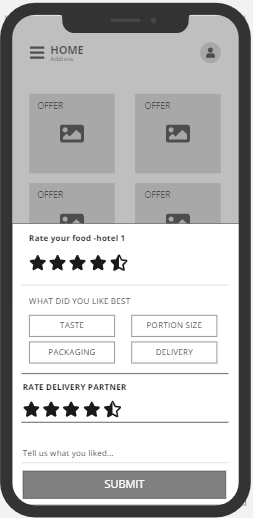 HOME
Address
OFFER OFFER
OFFER OFFER
Rate your food -hotel 1
WHAT DID YOU LIKE BEST
TASTE PORTION SIZE
PACKAGING DELIVERY
RATE DELIVERY PARTNER
Tell us what you liked...
SUBMIT